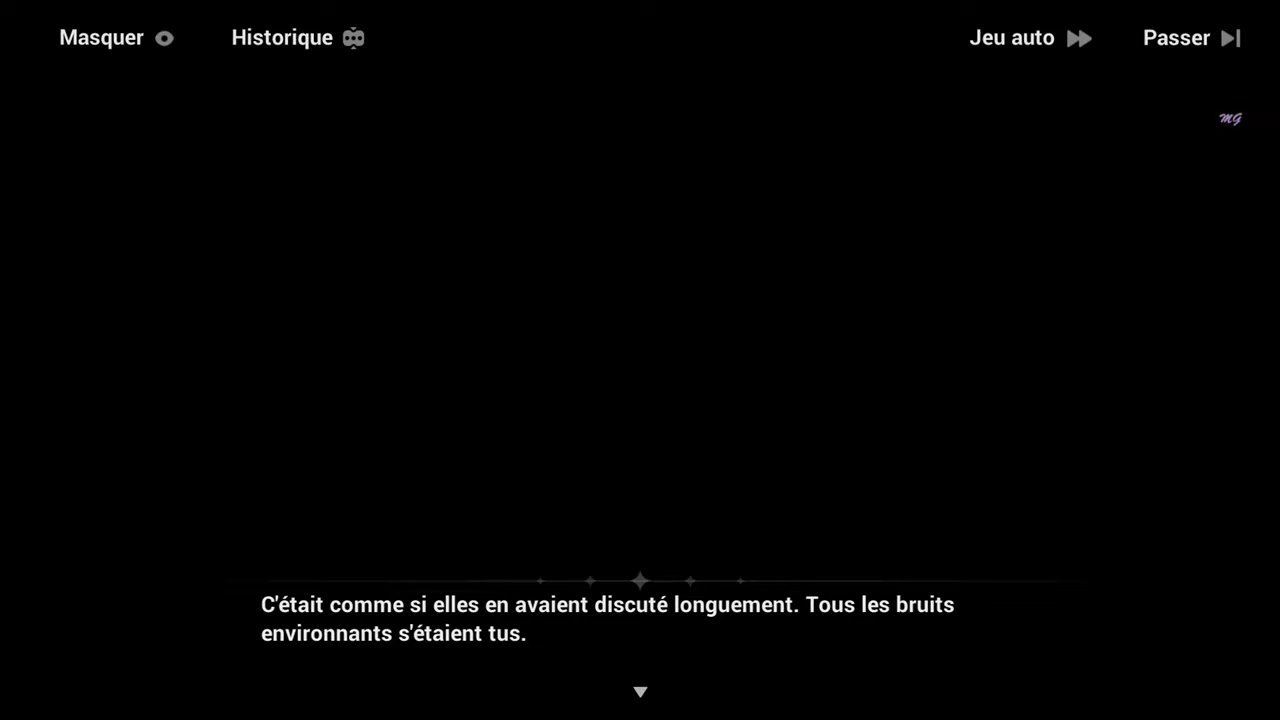 Masquer Historique Jeu auto Passer
MG
C'était comme si elles en avaient discuté longuement. Tous les bruits
environnants s'étaient tus.